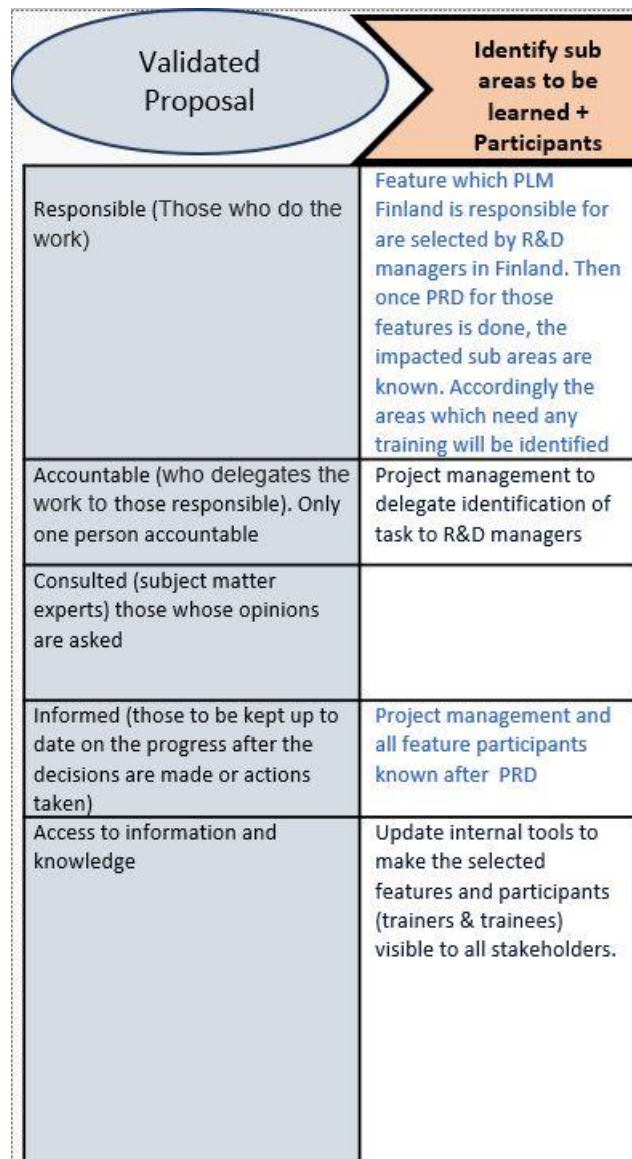 Validated
Proposal
Identify sub
areas to be
learned +
Participants
Responsible (Those who do the
work)
Feature which PLM
Finland is responsible for
are selected by R&D
managers in Finland. Then
once PRD for those
features is done, the
impacted sub areas are
known. Accordingly the
areas which need any
training will be identified
Accountable (who delegates the
work to those responsible). Only
one person accountable
Project management to
delegate identification of
task to R&D managers
Consulted (subject matter
experts) those whose opinions
are asked
Informed (those to be kept up to
date on the progress after the
decisions are made or actions
taken)
Project management and
all feature participants
known after PRD
Access to information and
knowledge
Update internal tools to
make the selected
features and participants
(trainers & trainees)
visible to all stakeholders.